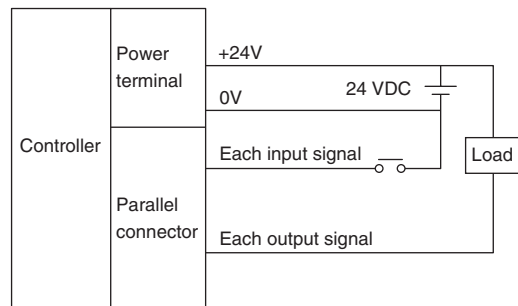 Controller
Power
terminal
+24V
24 VDC
0V
Each input signal
Load
Parallel
connector
Each output signal